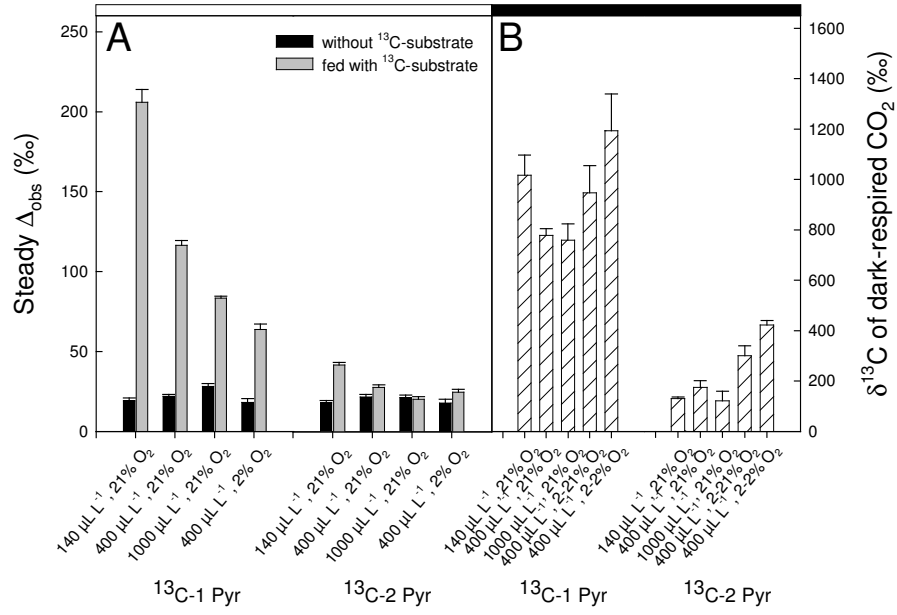 A
B
without ¹³C-substrate
fed with ¹³C-substrate
Steady Δobs (‰)
250
200
150
100
50
0
140 µL L⁻¹, 21% O₂
400 µL L⁻¹, 21% O₂
1000 µL L⁻¹, 21% O₂
400 µL L⁻¹, 2% O₂
140 µL L⁻¹, 21% O₂
400 µL L⁻¹, 21% O₂
1000 µL L⁻¹, 21% O₂
400 µL L⁻¹, 2% O₂
¹³C-1 Pyr
¹³C-2 Pyr
140 µL L⁻¹, 21% O₂
400 µL L⁻¹, 21% O₂
1000 µL L⁻¹, 21% O₂
400 µL L⁻¹, 2-21% O₂
400 µL L⁻¹, 2-2% O₂
140 µL L⁻¹, 21% O₂
400 µL L⁻¹, 21% O₂
1000 µL L⁻¹, 21% O₂
400 µL L⁻¹, 2-21% O₂
400 µL L⁻¹, 2-2% O₂
¹³C-1 Pyr
¹³C-2 Pyr
1600
1400
1200
1000
800
600
400
200
0
δ¹³C of dark-respired CO₂ (‰)